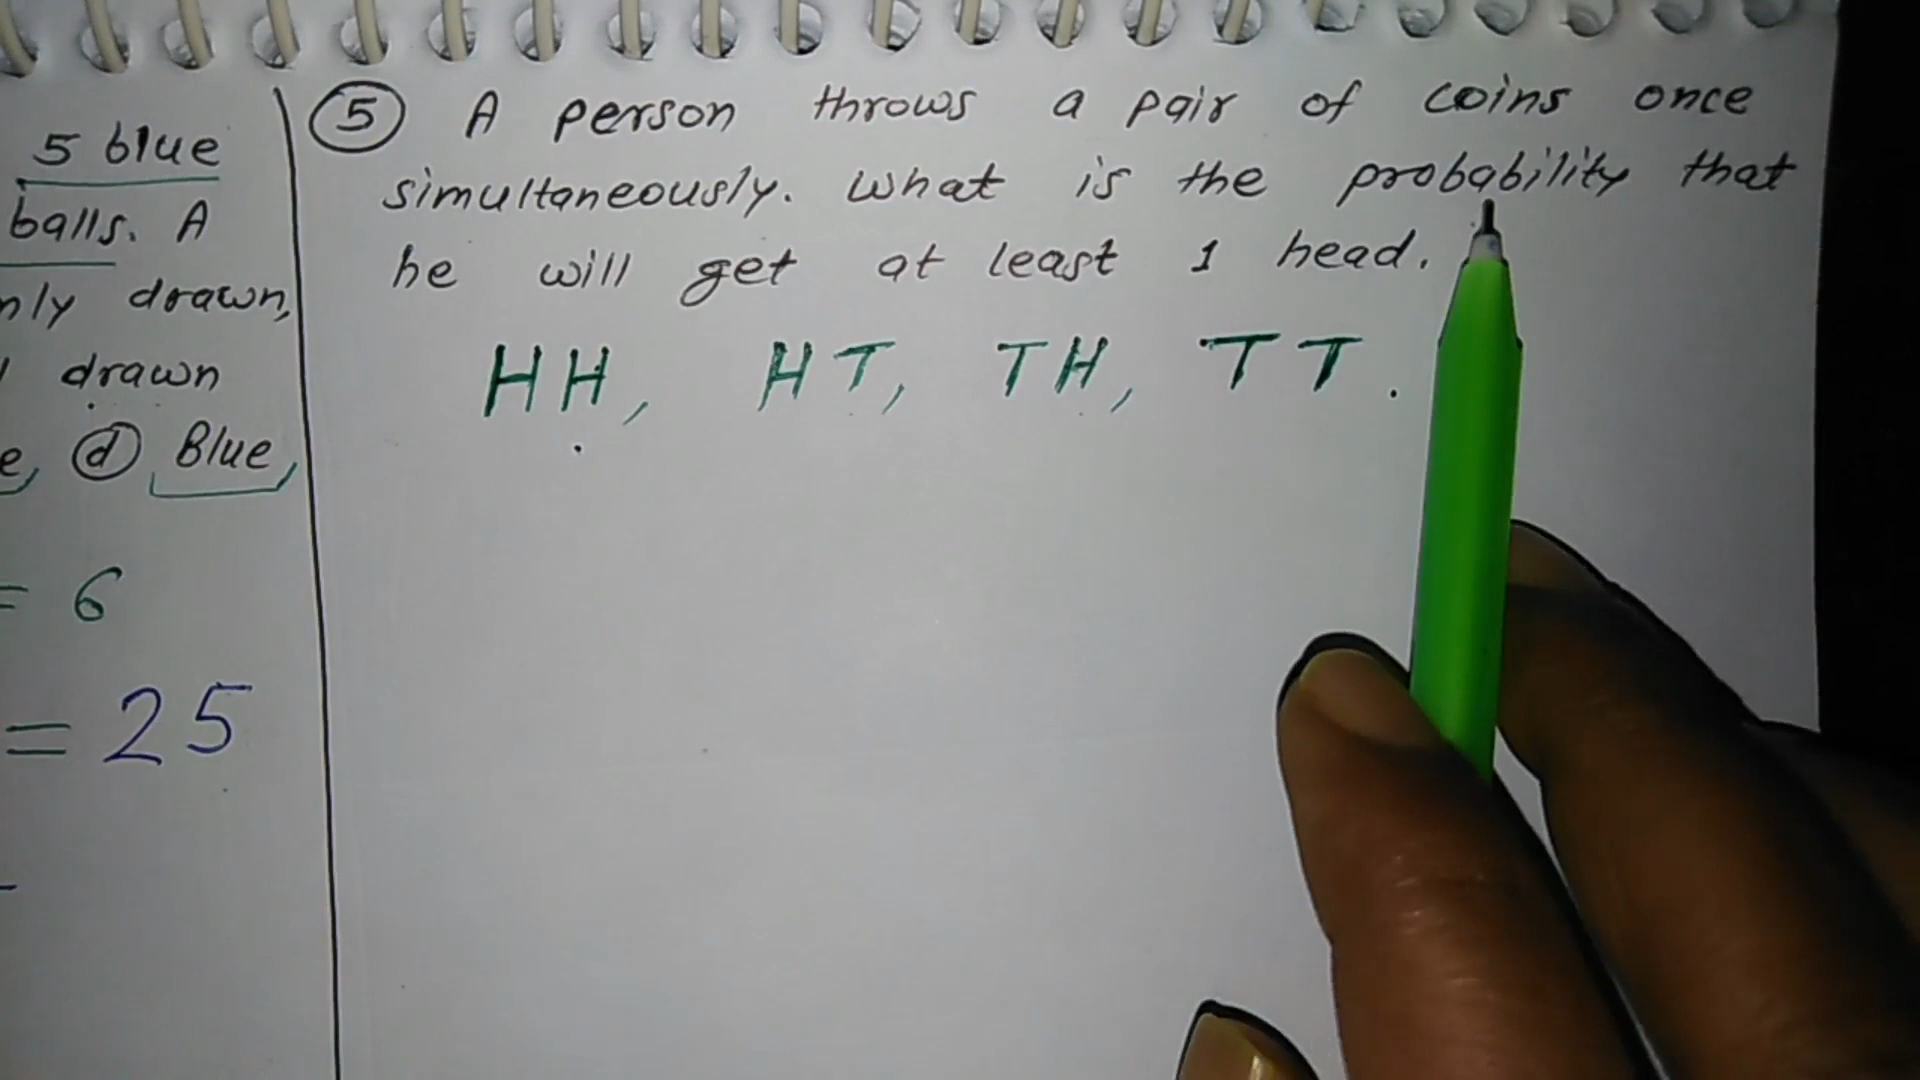 5 blue
balls. A
nly drawn,
drawn
e, d Blue,
= 6
= 25
5 A person throws a pair of coins once
simultaneously. What is the probability that
he will get at least 1 head.
HH, HT, TH, TT.